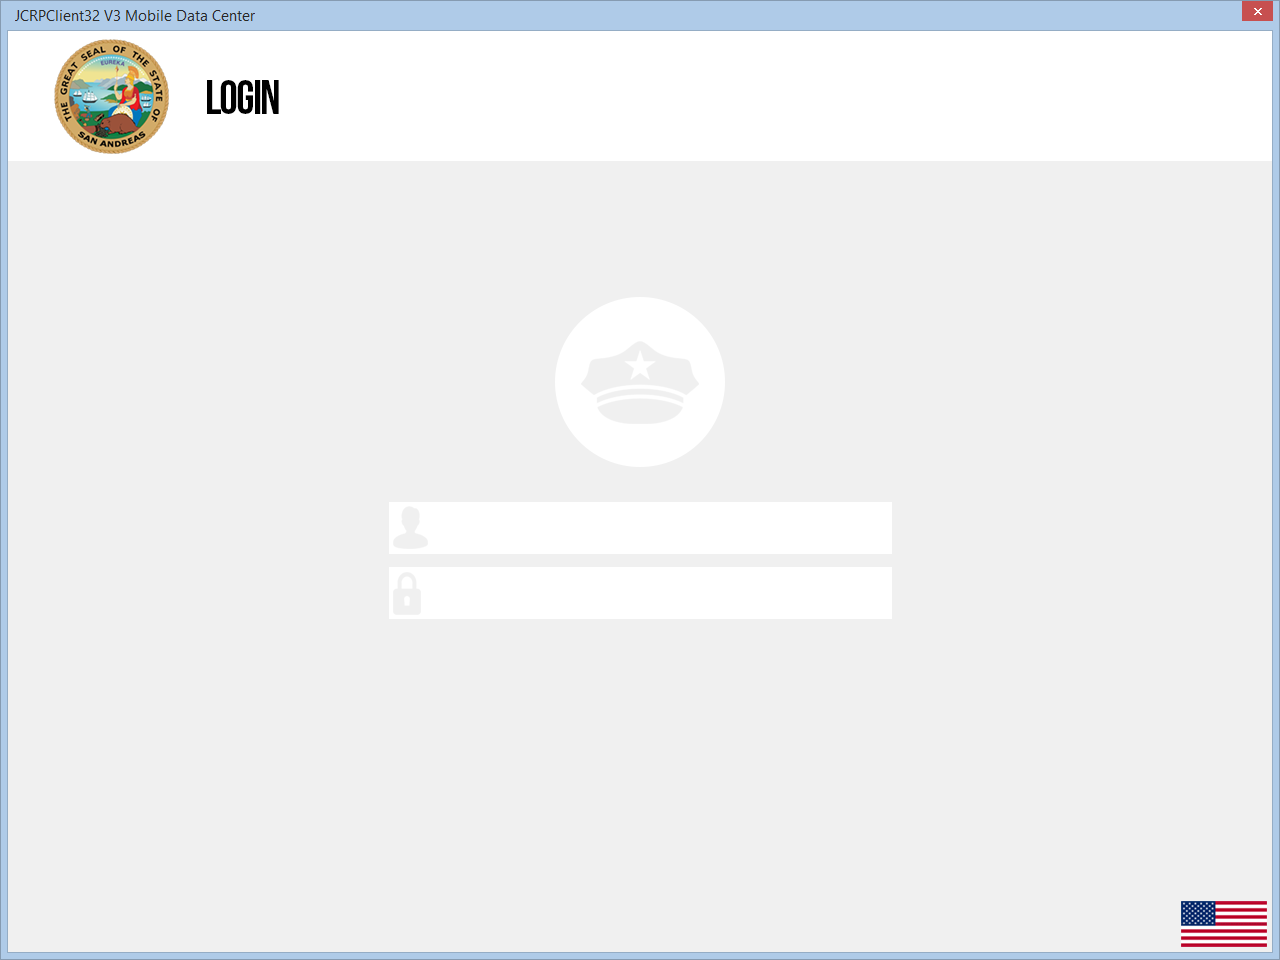 JCRPClient32 V3 Mobile Data Center
THE GREAT SEAL OF THE STATE OF
EUREKA
SAN ANDREAS
LOGIN